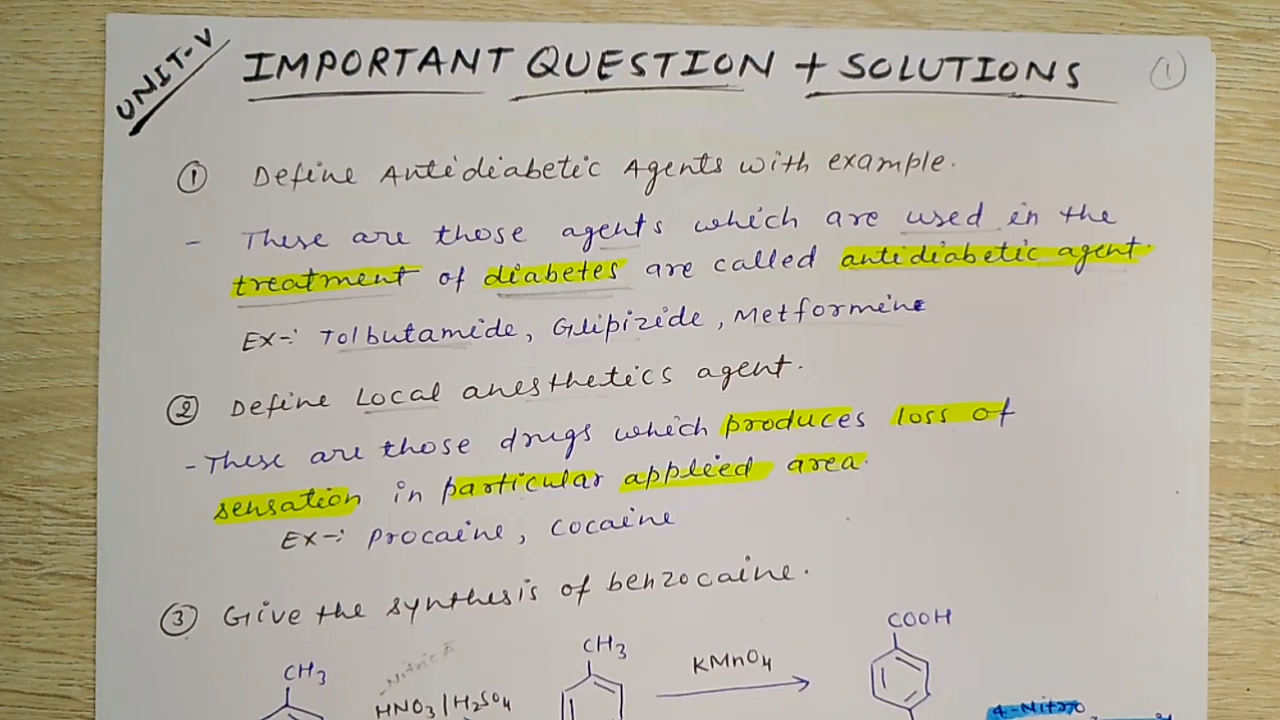 UNIT-V
IMPORTANT QUESTION + SOLUTIONS
1
① Define Antidiabetic Agents with example.
- These are those agents which are used in the
treatment of diabetes are called antidiabetic agent.
EX-: Tolbutamide, Glipizide, Metformine
② Define Local anesthetics agent.
- These are those drugs which produces loss of
sensation in particular applied area.
EX-: Procaine, cocaine
③ Give the synthesis of benzocaine.
CH3
-Nitric A
HNO3/H2SO4
CH3
KMnO4
COOH
4-Nitro